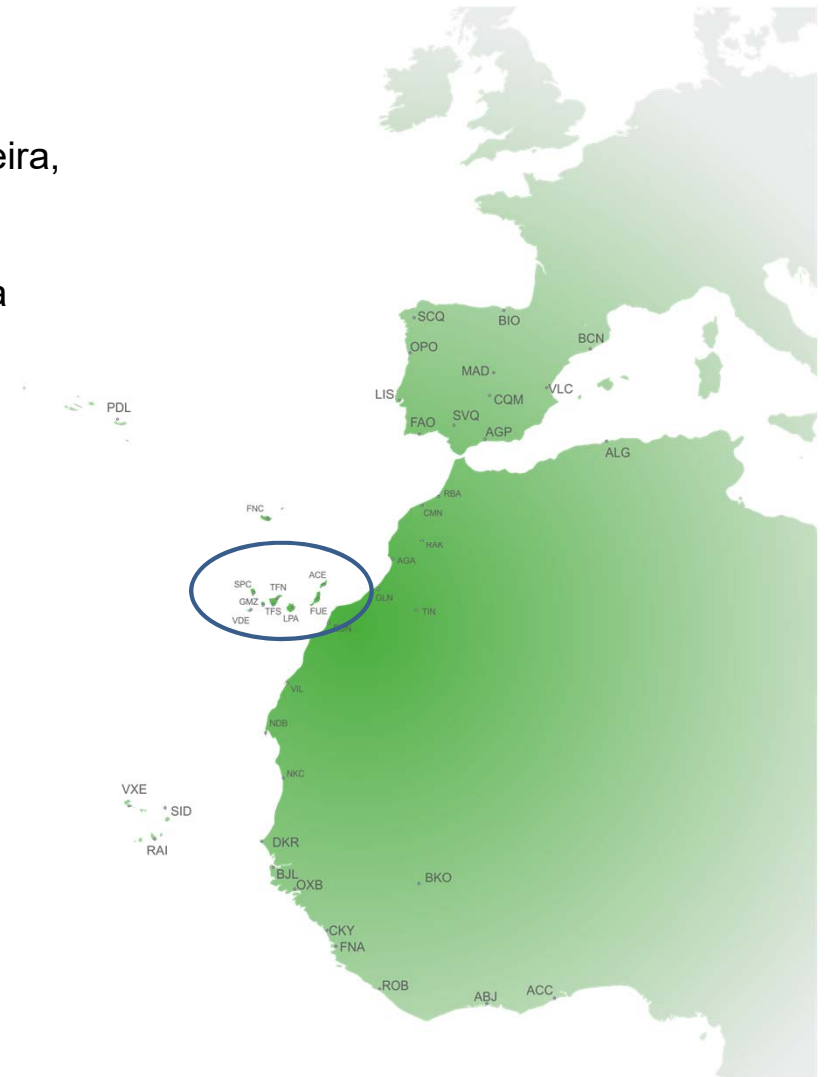 eira,
a
SCQ
BIO
BCN
OPO
MAD
LIS
CQM
VLC
PDL
FAO
SVQ
AGP
ALG
RBA
FNC
CMN
RAK
AGA
SPC
TFN
ACE
GLN
GMZ
TFS
LPA
FUE
TIN
VDE
VIL
NDB
NKC
VXE
SID
RAI
DKR
BJL
OXB
BKO
CKY
FNA
ROB
ABJ
ACC